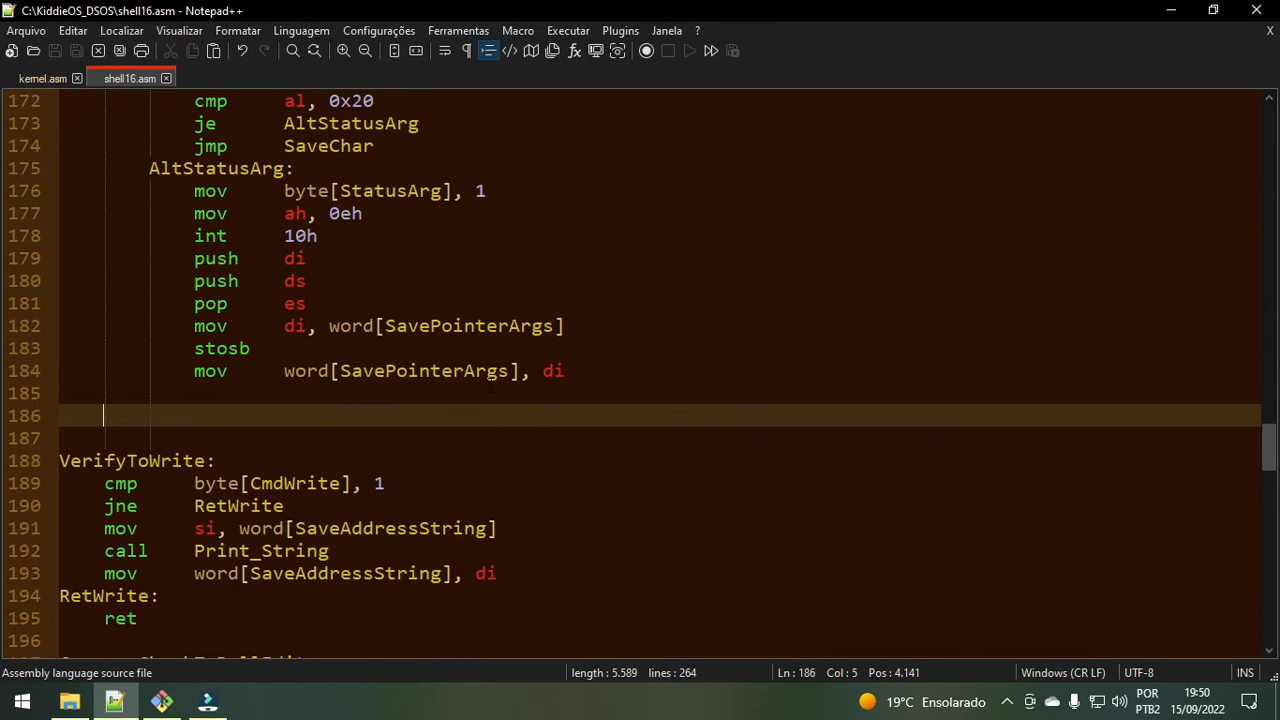 C:\KiddieOS_DSOS\shell16.asm - Notepad++
Arquivo Editar Localizar Visualizar Formatar Linguagem Configurações Ferramentas Macro Executar Plugins Janela ? X
kernel.asm shell16.asm
172 cmp al, 0x20
173 je AltStatusArg
174 jmp SaveChar
175 AltStatusArg:
176 mov byte[StatusArg], 1
177 mov ah, 0eh
178 int 10h
179 push di
180 push ds
181 pop es
182 mov di, word[SavePointerArgs]
183 stosb
184 mov word[SavePointerArgs], di
185
186
187
188 VerifyToWrite:
189 cmp byte[CmdWrite], 1
190 jne RetWrite
191 mov si, word[SaveAddressString]
192 call Print_String
193 mov word[SaveAddressString], di
194 RetWrite:
195 ret
196
Assembly language source file length : 5.589 lines : 264 Ln : 186 Col : 5 Pos : 4.141 Windows (CR LF) UTF-8 INS
19°C Ensolarado POR 19:50
PTB2 15/09/2022